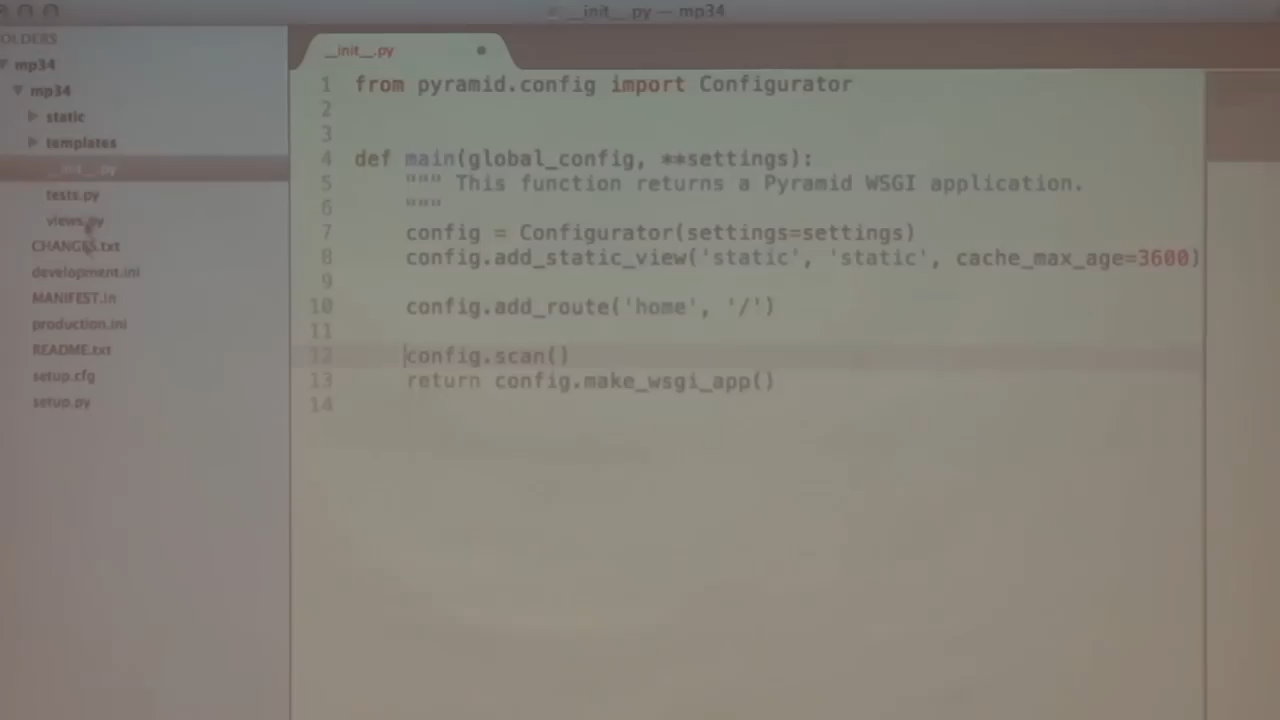 __init__.py — mp34
FOLDERS
mp34
mp34
static
templates
__init__.py
tests.py
views.py
CHANGES.txt
development.ini
MANIFEST.in
production.ini
README.txt
setup.cfg
setup.py
__init__.py
1 from pyramid.config import Configurator
2
3
4 def main(global_config, **settings):
5 """ This function returns a Pyramid WSGI application.
6 """
7 config = Configurator(settings=settings)
8 config.add_static_view('static', 'static', cache_max_age=3600)
9
10 config.add_route('home', '/')
11
12 config.scan()
13 return config.make_wsgi_app()
14